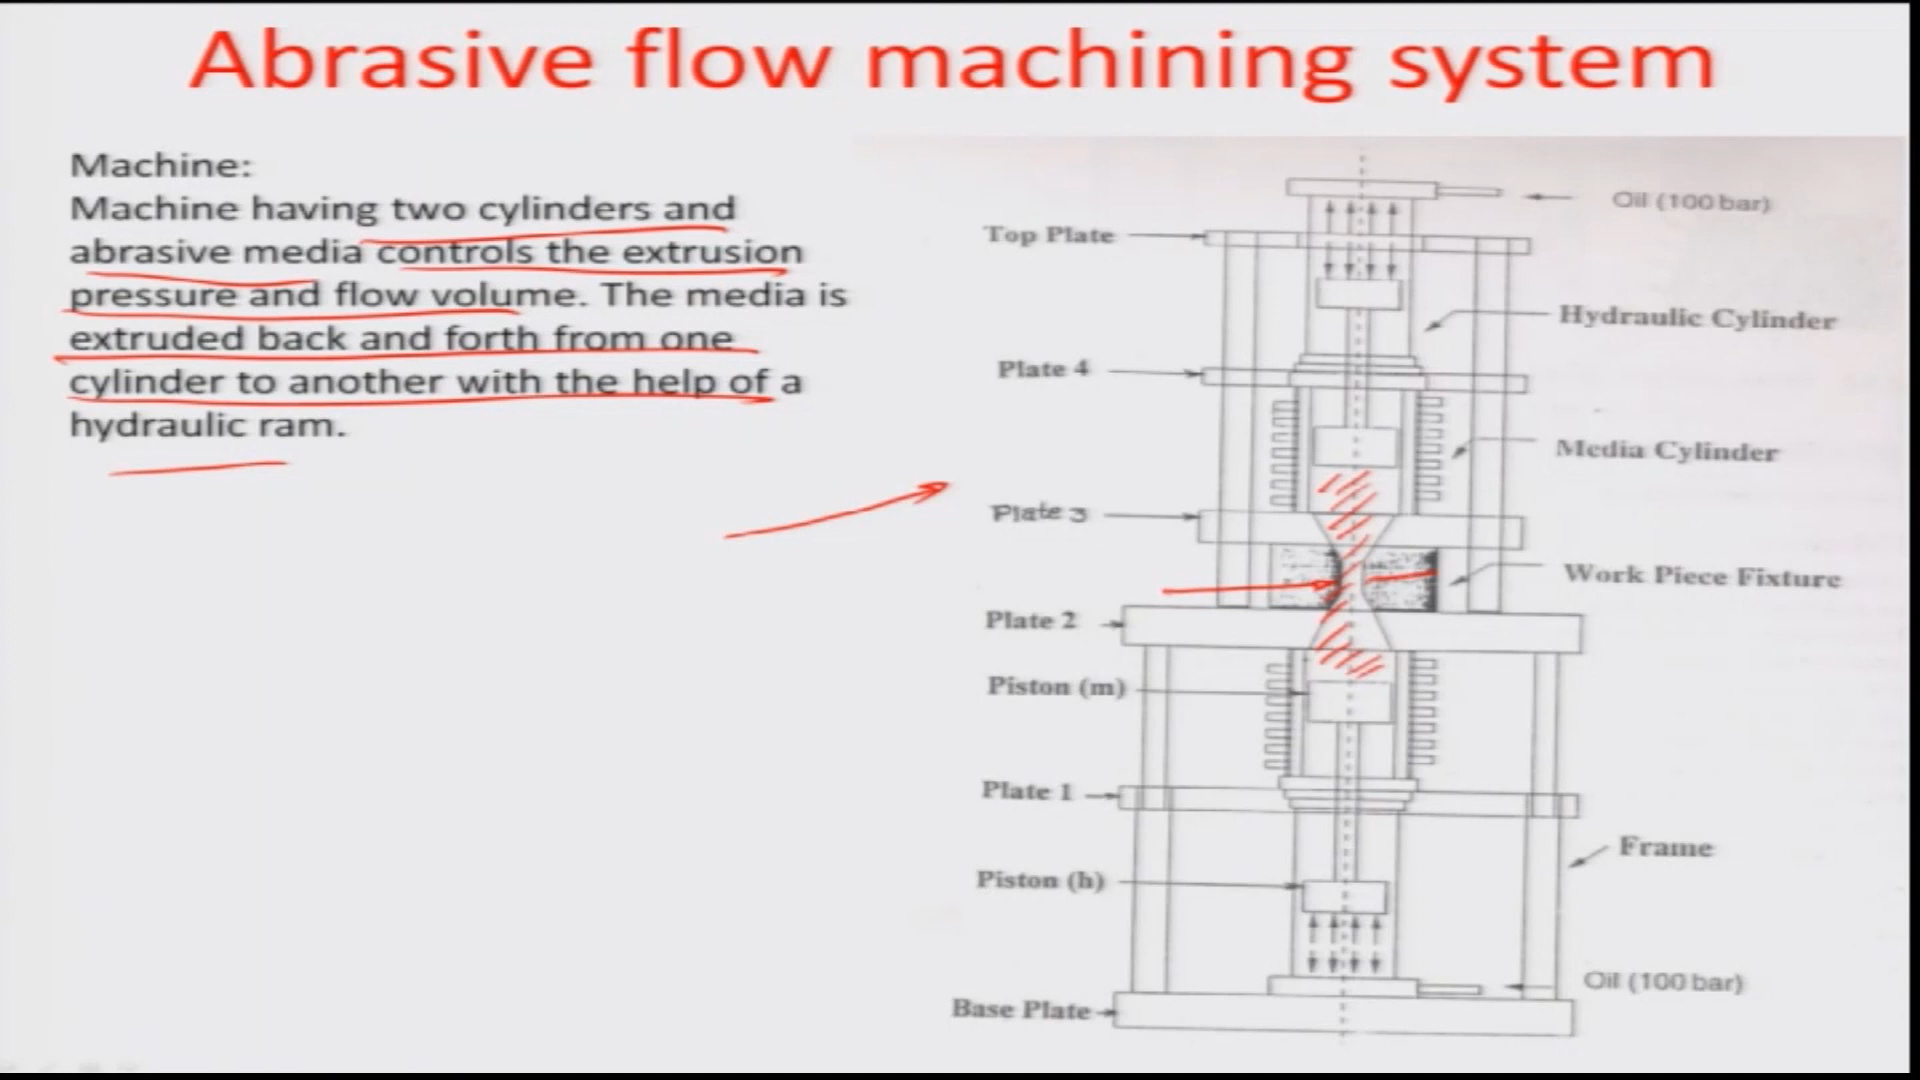 Abrasive flow machining system
Machine:
Machine having two cylinders and
abrasive media controls the extrusion
pressure and flow volume. The media is
extruded back and forth from one
cylinder to another with the help of a
hydraulic ram.
Oil (100 bar)
Top Plate
Hydraulic Cylinder
Plate 4
Media Cylinder
Plate 3
Work Piece Fixture
Plate 2
Piston (m)
Plate 1
Frame
Piston (h)
Oil (100 bar)
Base Plate